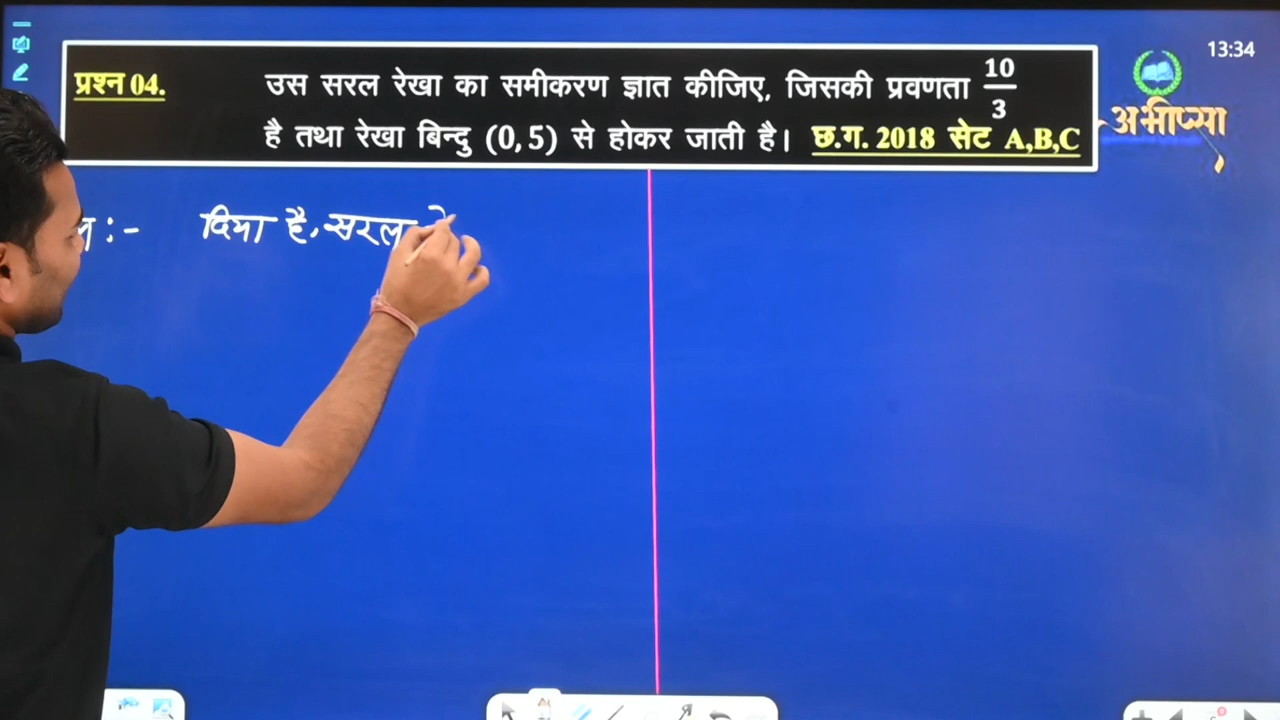 13:34
प्रश्न 04. उस सरल रेखा का समीकरण ज्ञात कीजिए, जिसकी प्रवणता 10/3
है तथा रेखा बिन्दु (0, 5) से होकर जाती है। छ.ग. 2018 सेट A,B,C
अभीप्सा
:- दिया है, सरल